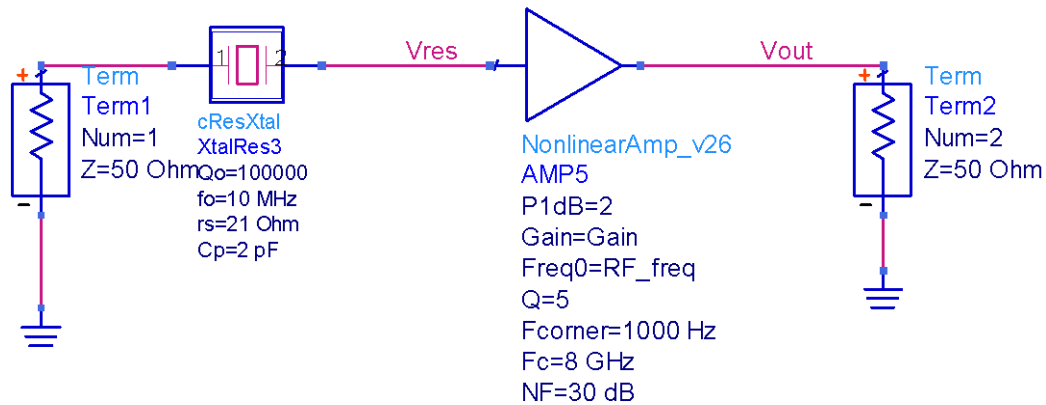 1 2
Vres
Vout
+
Term
Term1
Num=1
Z=50 Ohm
-
cResXtal
XtalRes3
Qo=100000
fo=10 MHz
rs=21 Ohm
Cp=2 pF
NonlinearAmp_v26
AMP5
P1dB=2
Gain=Gain
Freq0=RF_freq
Q=5
Fcorner=1000 Hz
Fc=8 GHz
NF=30 dB
+
Term
Term2
Num=2
Z=50 Ohm
-